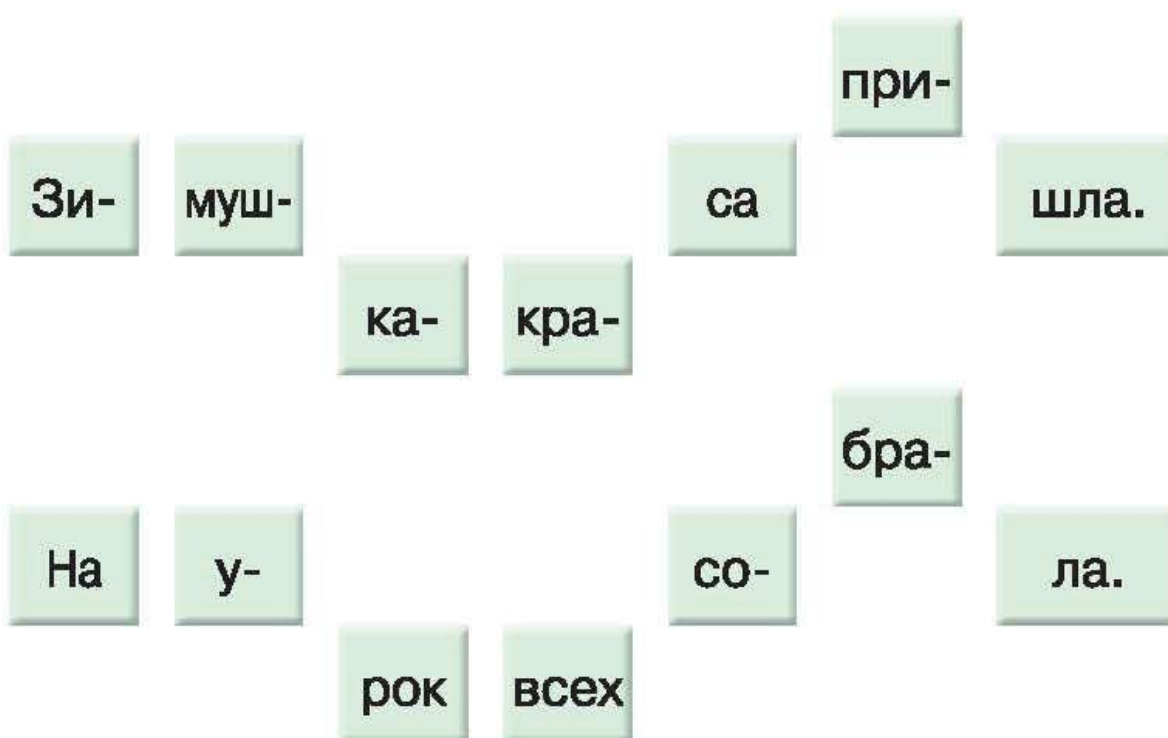 Зи- муш- ка- кра- са при- шла.
На у- рок всех со- бра- ла.